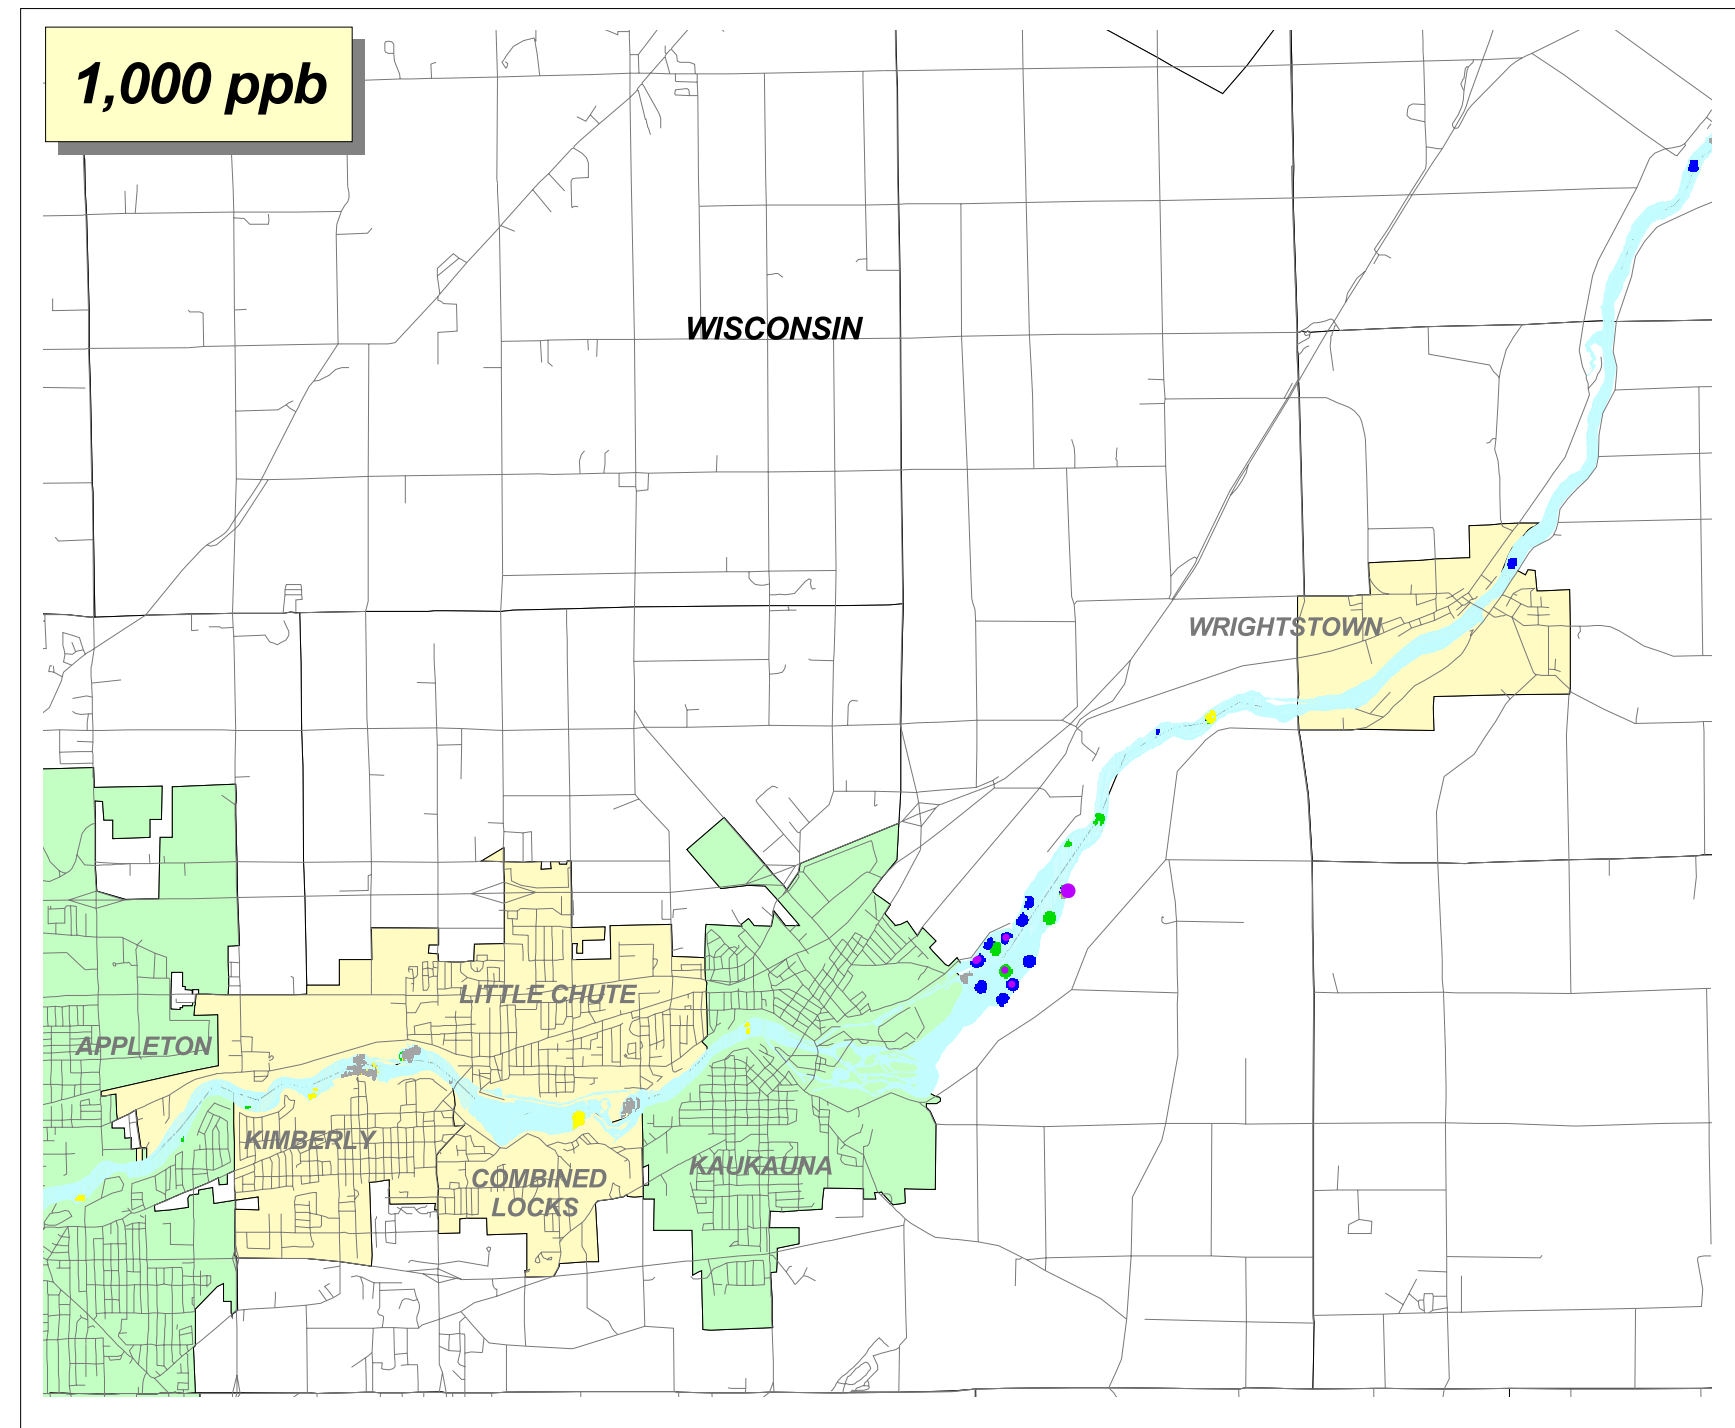 1,000 ppb
WISCONSIN
WRIGHTSTOWN
LITTLE CHUTE
APPLETON
KIMBERLY
COMBINED
LOCKS
KAUKAUNA